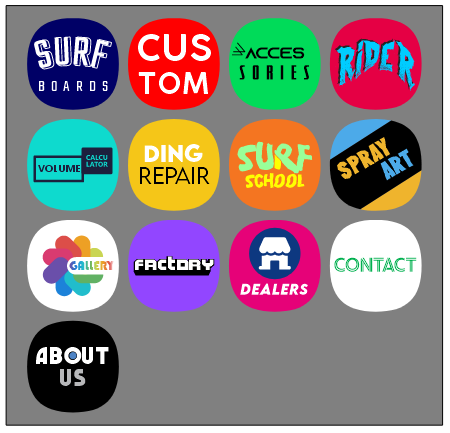 SURF
BOARDS
CUS
TOM
ACCES
SORIES
RIDER
VOLUME
CALCU
LATOR
DING
REPAIR
SURF
SCHOOL
SPRAY
ART
GALLERY
FACTORY
DEALERS
CONTACT
ABOUT
US